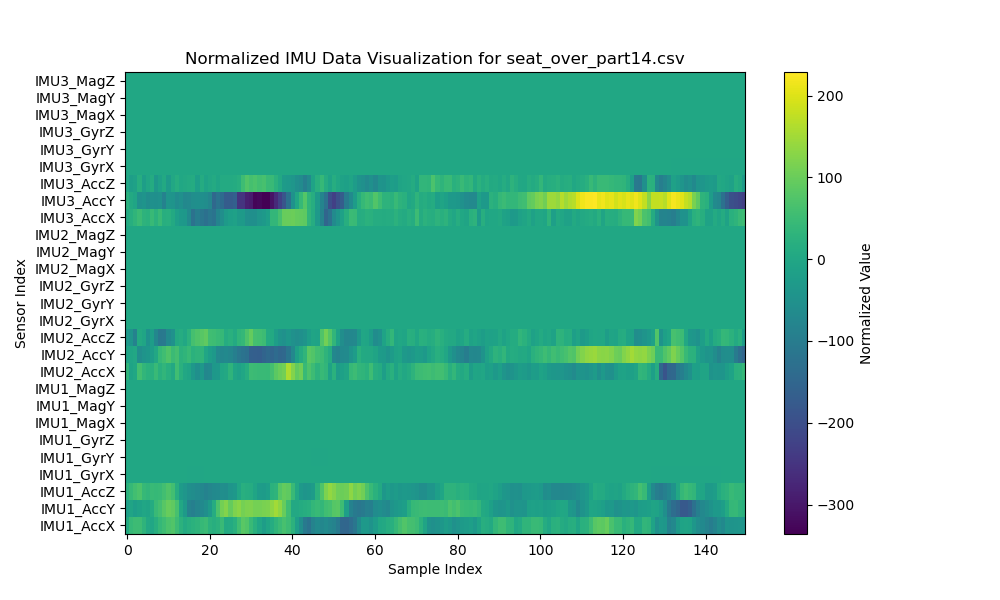 Normalized IMU Data Visualization for seat_over_part14.csv
IMU3_MagZ
IMU3_MagY
IMU3_MagX
IMU3_GyrZ
IMU3_GyrY
IMU3_GyrX
IMU3_AccZ
IMU3_AccY
IMU3_AccX
IMU2_MagZ
IMU2_MagY
IMU2_MagX
IMU2_GyrZ
IMU2_GyrY
IMU2_GyrX
IMU2_AccZ
IMU2_AccY
IMU2_AccX
IMU1_MagZ
IMU1_MagY
IMU1_MagX
IMU1_GyrZ
IMU1_GyrY
IMU1_GyrX
IMU1_AccZ
IMU1_AccY
IMU1_AccX
Sensor Index
0 20 40 60 80 100 120 140
Sample Index
200
100
0
−100
−200
−300
Normalized Value